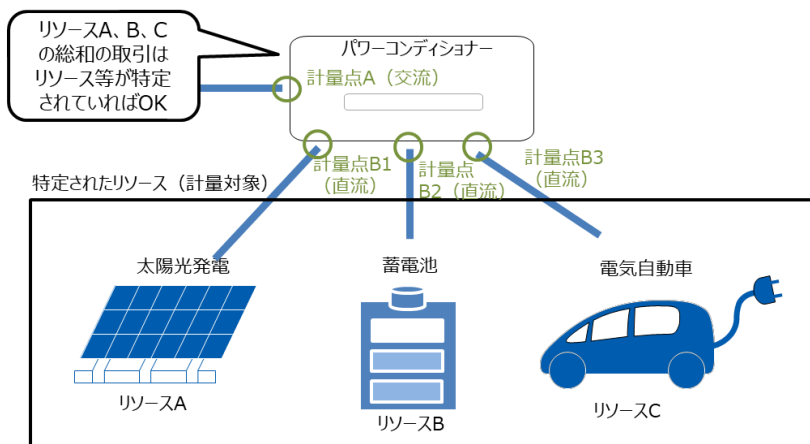 リソースA、B、C
の総和の取引は
リソース等が特定
されていればOK
パワーコンディショナー
計量点A（交流）
計量点B1
（直流）
計量点
B2（直流）
計量点B3
（直流）
特定されたリソース（計量対象）
太陽光発電
蓄電池
電気自動車
リソースA
リソースB
リソースC